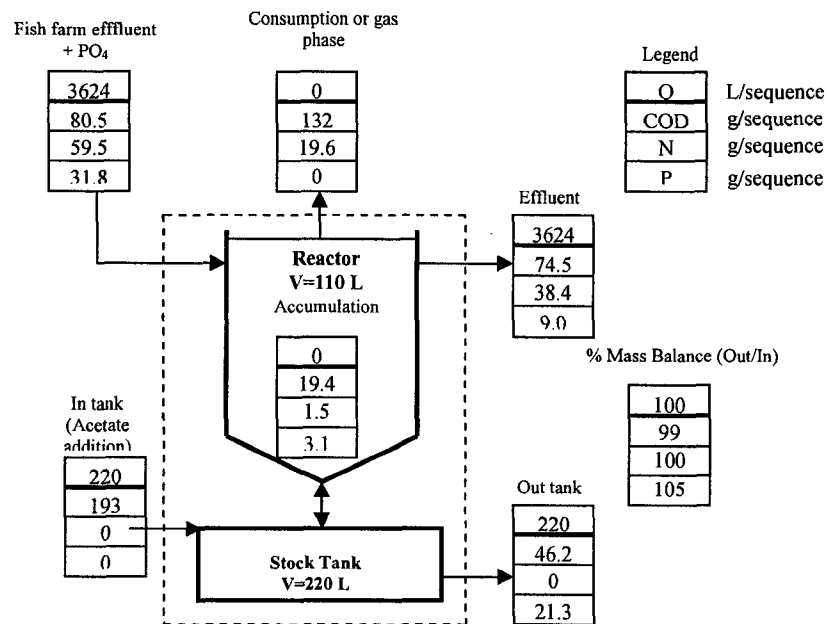 Fish farm efffluent
+ PO4
3624
80.5
59.5
31.8
Consumption or gas
phase
0
132
19.6
0
Legend
Q L/sequence
COD g/sequence
N g/sequence
P g/sequence
Effluent
3624
74.5
38.4
9.0
Reactor
V=110 L
Accumulation
0
19.4
1.5
3.1
% Mass Balance (Out/In)
100
99
100
105
In tank
(Acetate
addition)
220
193
0
0
Out tank
220
46.2
0
21.3
Stock Tank
V=220 L